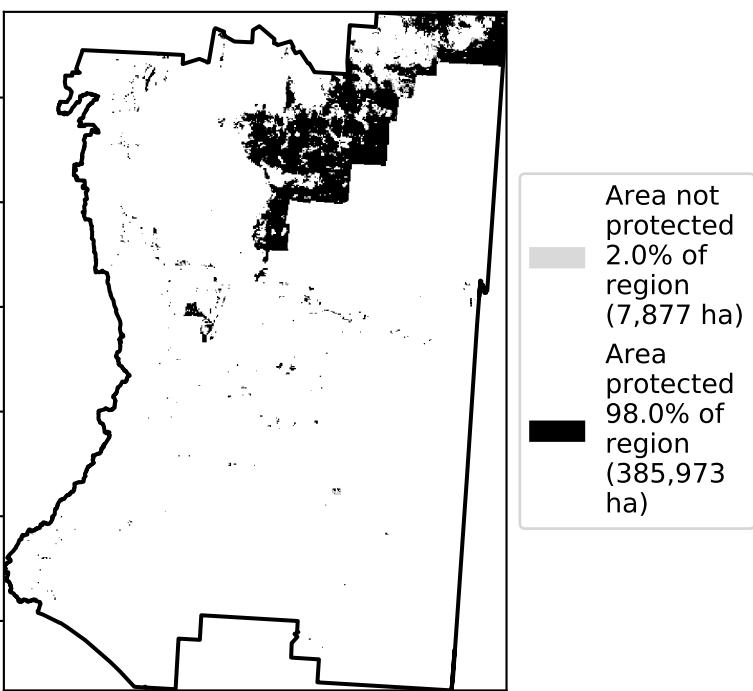 Area not
protected
2.0% of
region
(7,877 ha)
Area
protected
98.0% of
region
(385,973
ha)